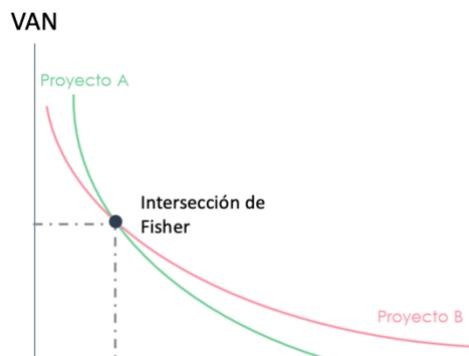 VAN
Proyecto A
Intersección de
Fisher
Proyecto B